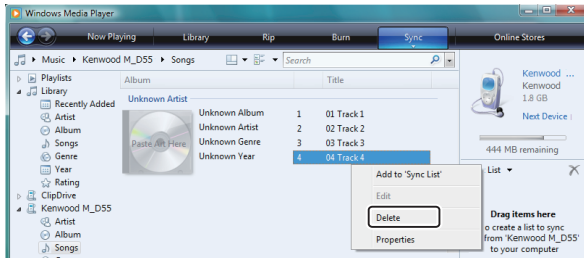 Windows Media Player
Now Playing Library Rip Burn Sync Online Stores
Music Kenwood M_D55 Songs Search
Playlists
Library
Recently Added
Artist
Album
Songs
Genre
Year
Rating
ClipDrive
Kenwood M_D55
Artist
Album
Songs
Album Title
Unknown Artist
Paste Art Here
Unknown Album 1 01 Track 1
Unknown Artist 2 02 Track 2
Unknown Genre 3 03 Track 3
Unknown Year 4 04 Track 4
Add to 'Sync List'
Edit
Delete
Properties
Kenwood ...
Kenwood
1.8 GB
Next Device
444 MB remaining
List
Drag items here
o create a list to sync
from 'Kenwood M_D55'
to your computer